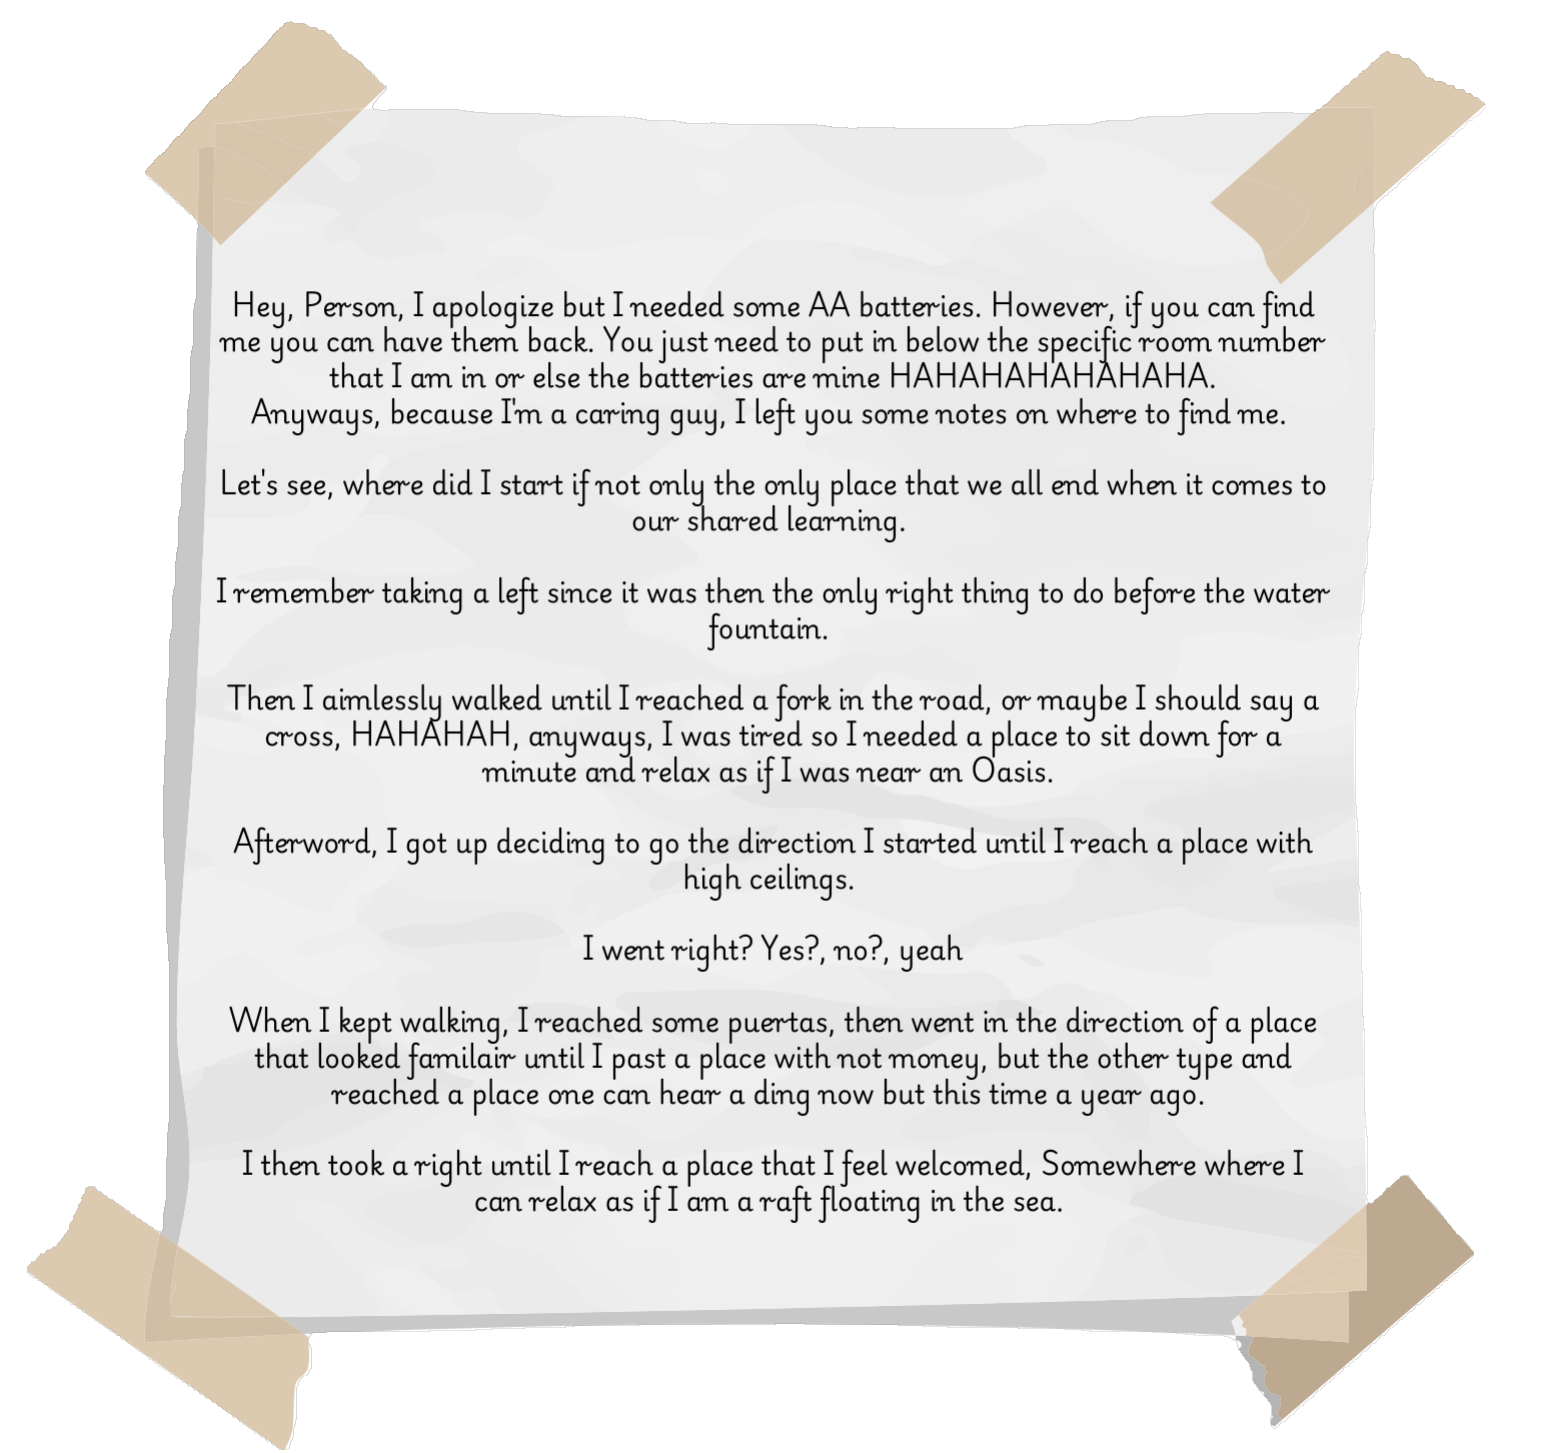 Hey, Person, I apologize but I needed some AA batteries. However, if you can find
me you can have them back. You just need to put in below the specific room number
that I am in or else the batteries are mine HAHAHAHAHAHAHA.
Anyways, because I'm a caring guy, I left you some notes on where to find me.
Let's see, where did I start if not only the only place that we all end when it comes to
our shared learning.
I remember taking a left since it was then the only right thing to do before the water
fountain.
Then I aimlessly walked until I reached a fork in the road, or maybe I should say a
cross, HAHAHAH, anyways, I was tired so I needed a place to sit down for a
minute and relax as if I was near an Oasis.
Afterword, I got up deciding to go the direction I started until I reach a place with
high ceilings.
I went right? Yes?, no?, yeah
When I kept walking, I reached some puertas, then went in the direction of a place
that looked familair until I past a place with not money, but the other type and
reached a place one can hear a ding now but this time a year ago.
I then took a right until I reach a place that I feel welcomed, Somewhere where I
can relax as if I am a raft floating in the sea.